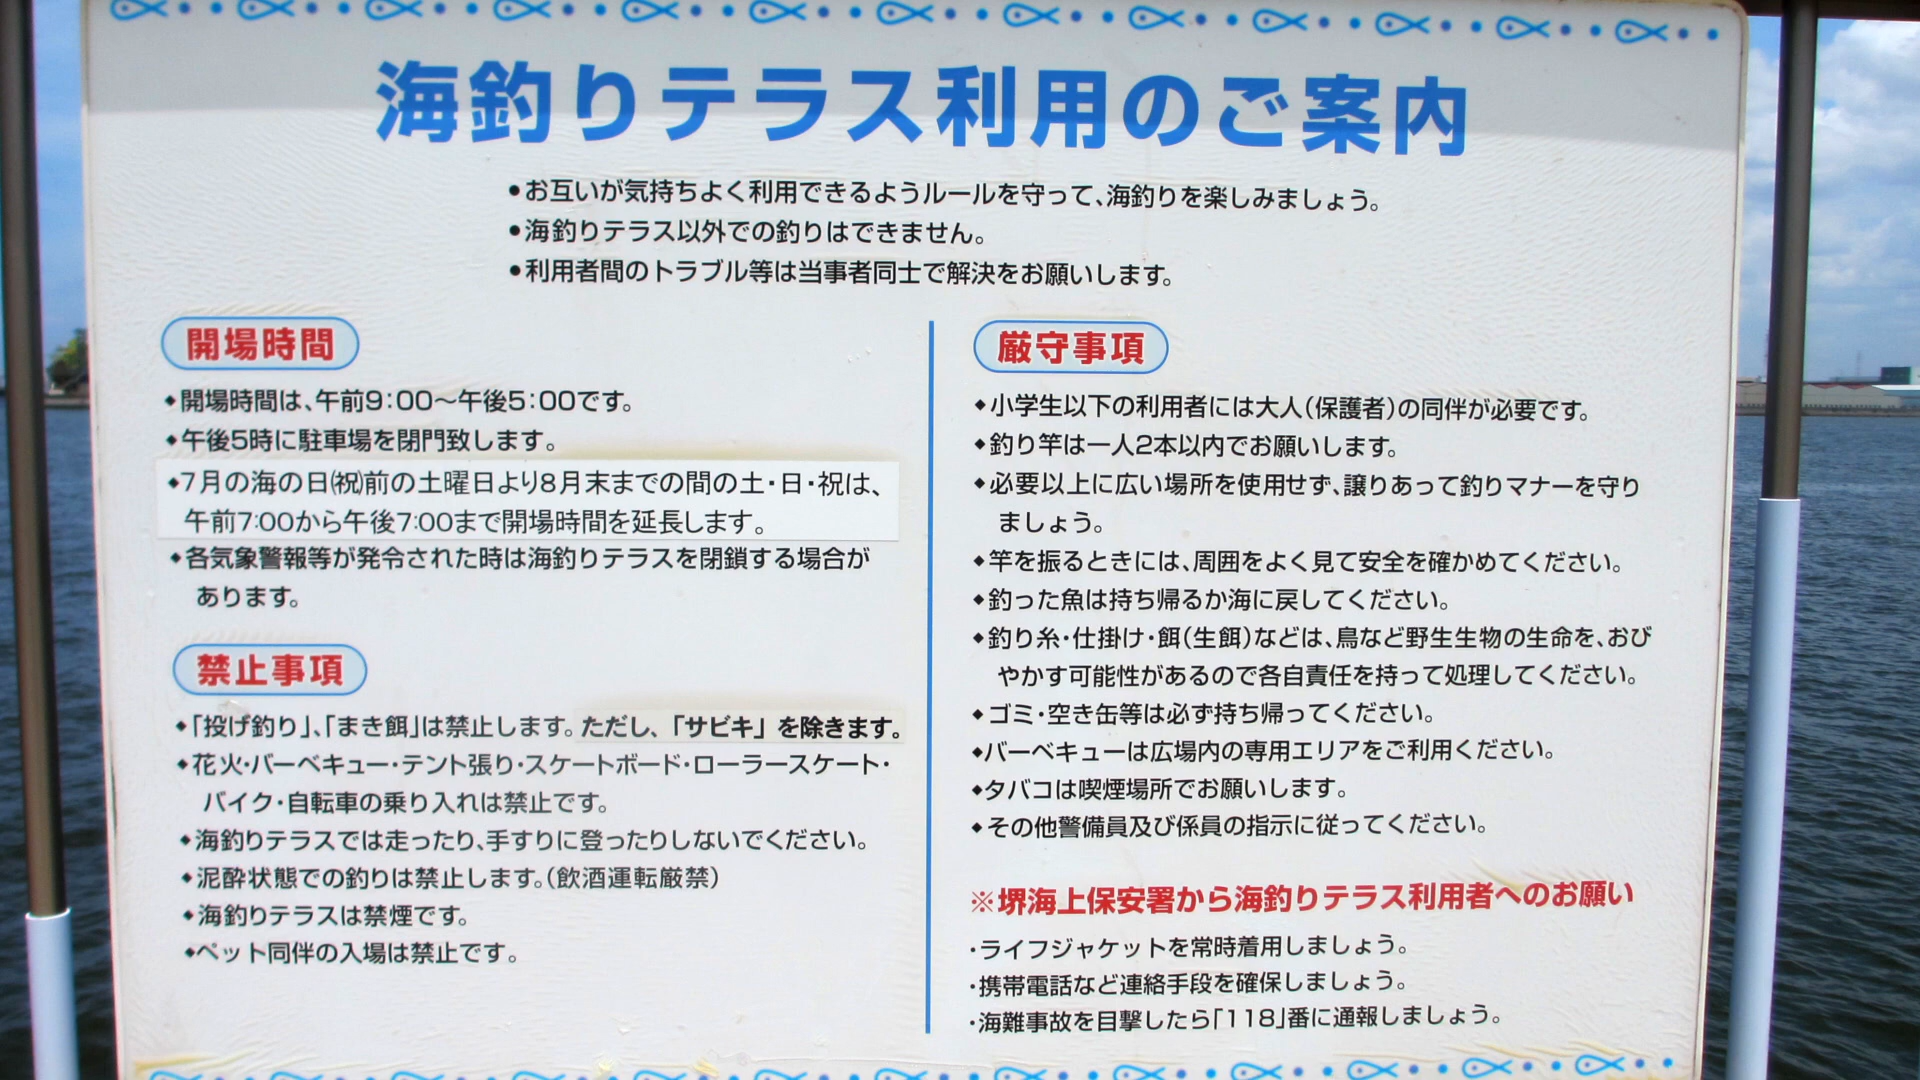 海釣りテラス利用のご案内
●お互いが気持ちよく利用できるようルールを守って、海釣りを楽しみましょう。
●海釣りテラス以外での釣りはできません。
●利用者間のトラブル等は当事者同士で解決をお願いします。
開場時間
◆開場時間は、午前9:00〜午後5:00です。
◆午後5時に駐車場を閉門致します。
◆7月の海の日㈷前の土曜日より8月末までの間の土・日・祝は、
午前7:00から午後7:00まで開場時間を延長します。
◆各気象警報等が発令された時は海釣りテラスを閉鎖する場合が
あります。
禁止事項
◆「投げ釣り」、「まき餌」は禁止します。ただし、「サビキ」を除きます。
◆花火・バーベキュー・テント張り・スケートボード・ローラースケート・
バイク・自転車の乗り入れは禁止です。
◆海釣りテラスでは走ったり、手すりに登ったりしないでください。
◆泥酔状態での釣りは禁止します。(飲酒運転厳禁)
◆海釣りテラスは禁煙です。
◆ペット同伴の入場は禁止です。
厳守事項
◆小学生以下の利用者には大人(保護者)の同伴が必要です。
◆釣り竿は一人2本以内でお願いします。
◆必要以上に広い場所を使用せず、譲りあって釣りマナーを守り
ましょう。
◆竿を振るときには、周囲をよく見て安全を確かめてください。
◆釣った魚は持ち帰るか海に戻してください。
◆釣り糸・仕掛け・餌(生餌)などは、鳥など野生生物の生命を、おび
やかす可能性があるので各自責任を持って処理してください。
◆ゴミ・空き缶等は必ず持ち帰ってください。
◆バーベキューは広場内の専用エリアをご利用ください。
◆タバコは喫煙場所でお願いします。
◆その他警備員及び係員の指示に従ってください。
※堺海上保安署から海釣りテラス利用者へのお願い
・ライフジャケットを常時着用しましょう。
・携帯電話など連絡手段を確保しましょう。
・海難事故を目撃したら「118」番に通報しましょう。